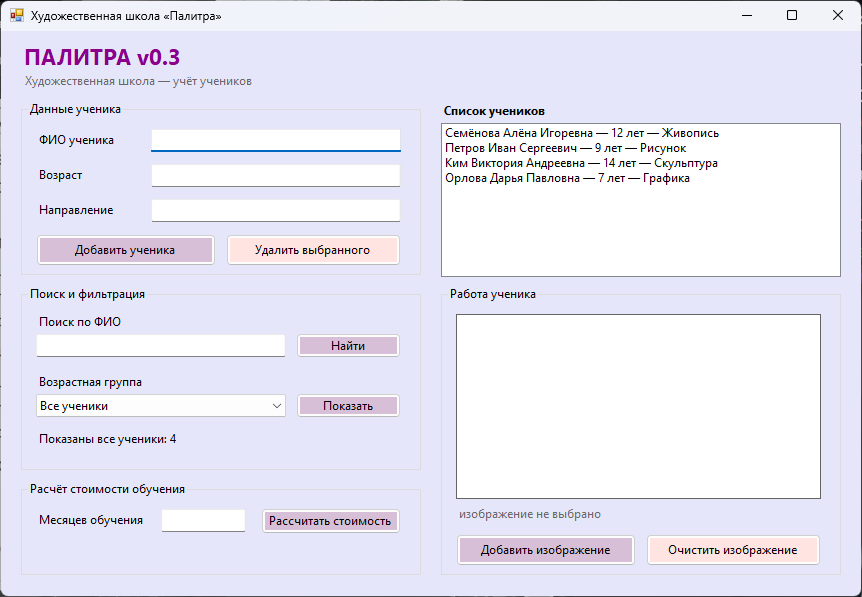 Художественная школа «Палитра»
ПАЛИТРА v0.3
Художественная школа — учёт учеников
Данные ученика
ФИО ученика
Возраст
Направление
Добавить ученика
Удалить выбранного
Список учеников
Семёнова Алёна Игоревна — 12 лет — Живопись
Петров Иван Сергеевич — 9 лет — Рисунок
Ким Виктория Андреевна — 14 лет — Скульптура
Орлова Дарья Павловна — 7 лет — Графика
Поиск и фильтрация
Поиск по ФИО
Найти
Возрастная группа
Все ученики
Показать
Показаны все ученики: 4
Расчёт стоимости обучения
Месяцев обучения
Рассчитать стоимость
Работа ученика
изображение не выбрано
Добавить изображение
Очистить изображение